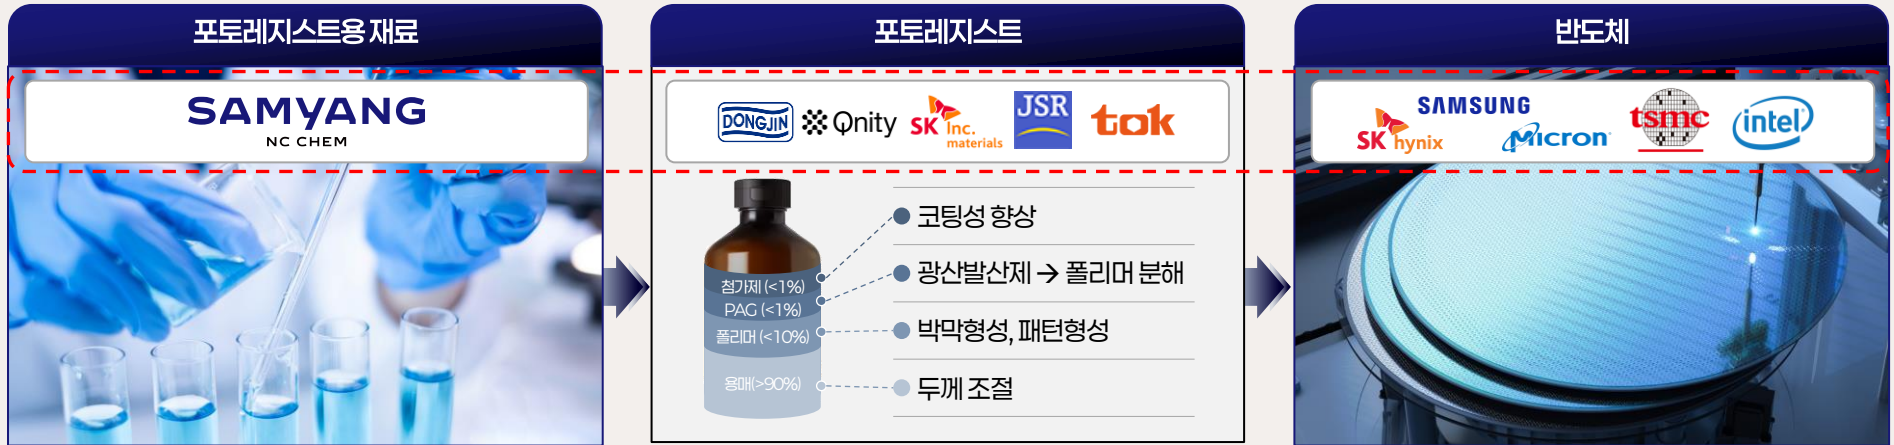 포토레지스트용 재료
SAMYANG
NC CHEM
포토레지스트
DONGJIN Qnity SK Inc. materials JSR tok
첨가제 (<1%)
PAG (<1%)
폴리머 (<10%)
용매(>90%)
코팅성 향상
광산발산제 → 폴리머 분해
박막형성, 패턴형성
두께 조절
반도체
SAMSUNG
SK hynix Micron tsmc intel